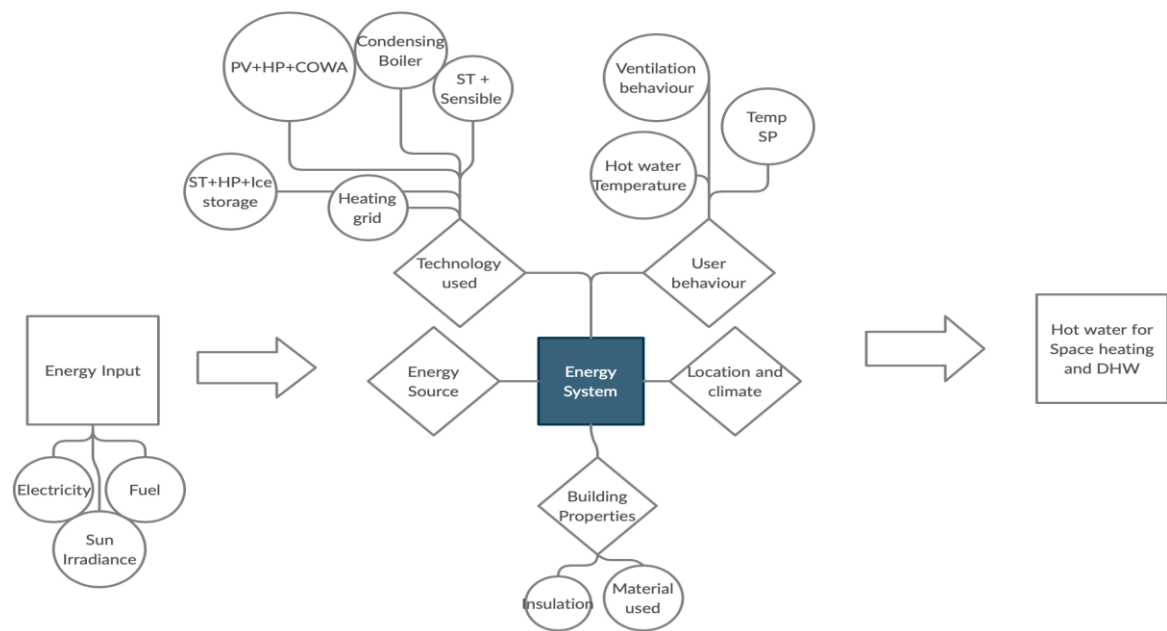 PV+HP+COWA
Condensing
Boiler
ST +
Sensible
ST+HP+Ice
storage
Heating
grid
Ventilation
behaviour
Temp
SP
Hot water
Temperature
Technology
used
User
behaviour
Energy Input
Energy
Source
Energy
System
Location and
climate
Hot water for
Space heating
and DHW
Electricity
Fuel
Sun
Irradiance
Building
Properties
Insulation
Material
used